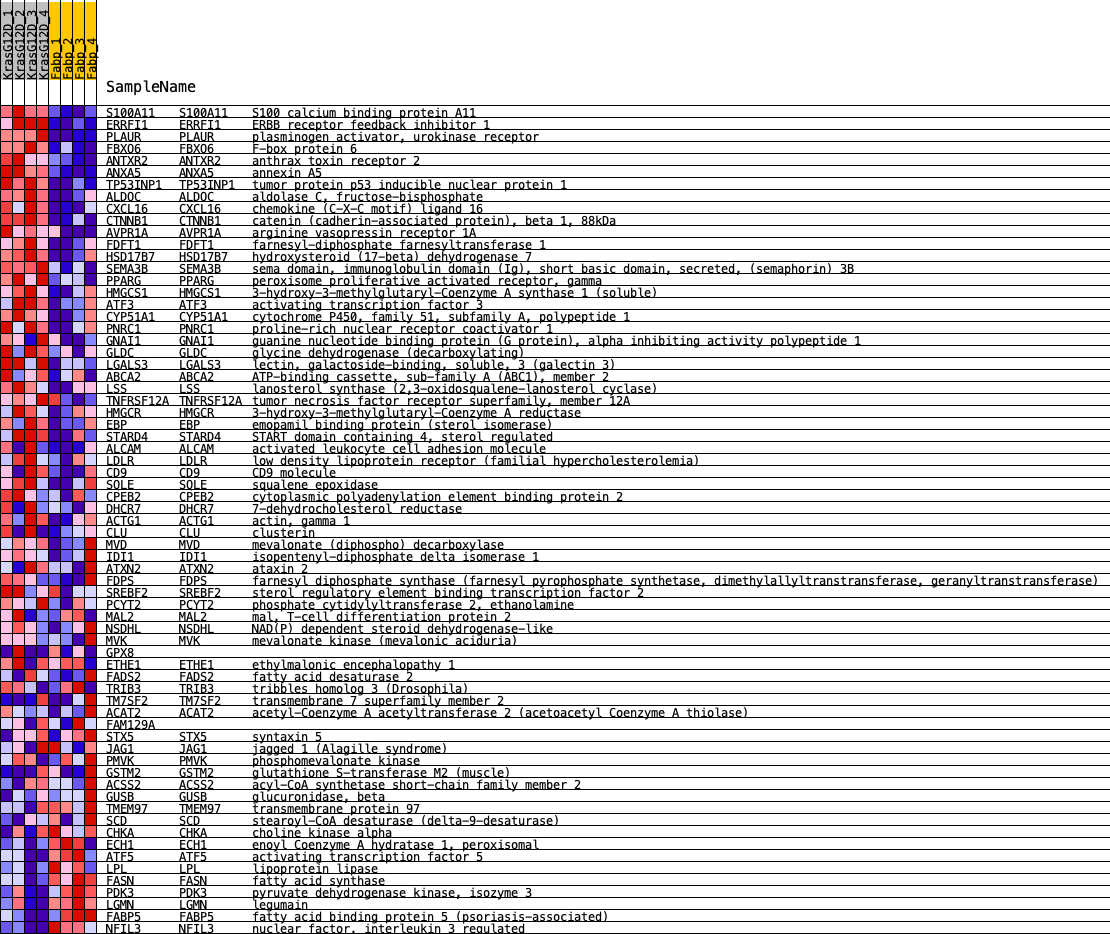 KrasG12D_1
KrasG12D_2
KrasG12D_3
KrasG12D_4
Fabp_1
Fabp_2
Fabp_3
Fabp_4
SampleName
S100A11 S100A11 S100 calcium binding protein A11
ERRFI1 ERRFI1 ERBB receptor feedback inhibitor 1
PLAUR PLAUR plasminogen activator, urokinase receptor
FBXO6 FBXO6 F-box protein 6
ANTXR2 ANTXR2 anthrax toxin receptor 2
ANXA5 ANXA5 annexin A5
TP53INP1 TP53INP1 tumor protein p53 inducible nuclear protein 1
ALDOC ALDOC aldolase C, fructose-bisphosphate
CXCL16 CXCL16 chemokine (C-X-C motif) ligand 16
CTNNB1 CTNNB1 catenin (cadherin-associated protein), beta 1, 88kDa
AVPR1A AVPR1A arginine vasopressin receptor 1A
FDFT1 FDFT1 farnesyl-diphosphate farnesyltransferase 1
HSD17B7 HSD17B7 hydroxysteroid (17-beta) dehydrogenase 7
SEMA3B SEMA3B sema domain, immunoglobulin domain (Ig), short basic domain, secreted, (semaphorin) 3B
PPARG PPARG peroxisome proliferative activated receptor, gamma
HMGCS1 HMGCS1 3-hydroxy-3-methylglutaryl-Coenzyme A synthase 1 (soluble)
ATF3 ATF3 activating transcription factor 3
CYP51A1 CYP51A1 cytochrome P450, family 51, subfamily A, polypeptide 1
PNRC1 PNRC1 proline-rich nuclear receptor coactivator 1
GNAI1 GNAI1 guanine nucleotide binding protein (G protein), alpha inhibiting activity polypeptide 1
GLDC GLDC glycine dehydrogenase (decarboxylating)
LGALS3 LGALS3 lectin, galactoside-binding, soluble, 3 (galectin 3)
ABCA2 ABCA2 ATP-binding cassette, sub-family A (ABC1), member 2
LSS LSS lanosterol synthase (2,3-oxidosqualene-lanosterol cyclase)
TNFRSF12A TNFRSF12A tumor necrosis factor receptor superfamily, member 12A
HMGCR HMGCR 3-hydroxy-3-methylglutaryl-Coenzyme A reductase
EBP EBP emopamil binding protein (sterol isomerase)
STARD4 STARD4 START domain containing 4, sterol regulated
ALCAM ALCAM activated leukocyte cell adhesion molecule
LDLR LDLR low density lipoprotein receptor (familial hypercholesterolemia)
CD9 CD9 CD9 molecule
SQLE SQLE squalene epoxidase
CPEB2 CPEB2 cytoplasmic polyadenylation element binding protein 2
DHCR7 DHCR7 7-dehydrocholesterol reductase
ACTG1 ACTG1 actin, gamma 1
CLU CLU clusterin
MVD MVD mevalonate (diphospho) decarboxylase
IDI1 IDI1 isopentenyl-diphosphate delta isomerase 1
ATXN2 ATXN2 ataxin 2
FDPS FDPS farnesyl diphosphate synthase (farnesyl pyrophosphate synthetase, dimethylallyltranstransferase, geranyltranstransferase)
SREBF2 SREBF2 sterol regulatory element binding transcription factor 2
PCYT2 PCYT2 phosphate cytidylyltransferase 2, ethanolamine
MAL2 MAL2 mal, T-cell differentiation protein 2
NSDHL NSDHL NAD(P) dependent steroid dehydrogenase-like
MVK MVK mevalonate kinase (mevalonic aciduria)
GPX8
ETHE1 ETHE1 ethylmalonic encephalopathy 1
FADS2 FADS2 fatty acid desaturase 2
TRIB3 TRIB3 tribbles homolog 3 (Drosophila)
TM7SF2 TM7SF2 transmembrane 7 superfamily member 2
ACAT2 ACAT2 acetyl-Coenzyme A acetyltransferase 2 (acetoacetyl Coenzyme A thiolase)
FAM129A
STX5 STX5 syntaxin 5
JAG1 JAG1 jagged 1 (Alagille syndrome)
PMVK PMVK phosphomevalonate kinase
GSTM2 GSTM2 glutathione S-transferase M2 (muscle)
ACSS2 ACSS2 acyl-CoA synthetase short-chain family member 2
GUSB GUSB glucuronidase, beta
TMEM97 TMEM97 transmembrane protein 97
SCD SCD stearoyl-CoA desaturase (delta-9-desaturase)
CHKA CHKA choline kinase alpha
ECH1 ECH1 enoyl Coenzyme A hydratase 1, peroxisomal
ATF5 ATF5 activating transcription factor 5
LPL LPL lipoprotein lipase
FASN FASN fatty acid synthase
PDK3 PDK3 pyruvate dehydrogenase kinase, isozyme 3
LGMN LGMN legumain
FABP5 FABP5 fatty acid binding protein 5 (psoriasis-associated)
NFIL3 NFIL3 nuclear factor, interleukin 3 regulated